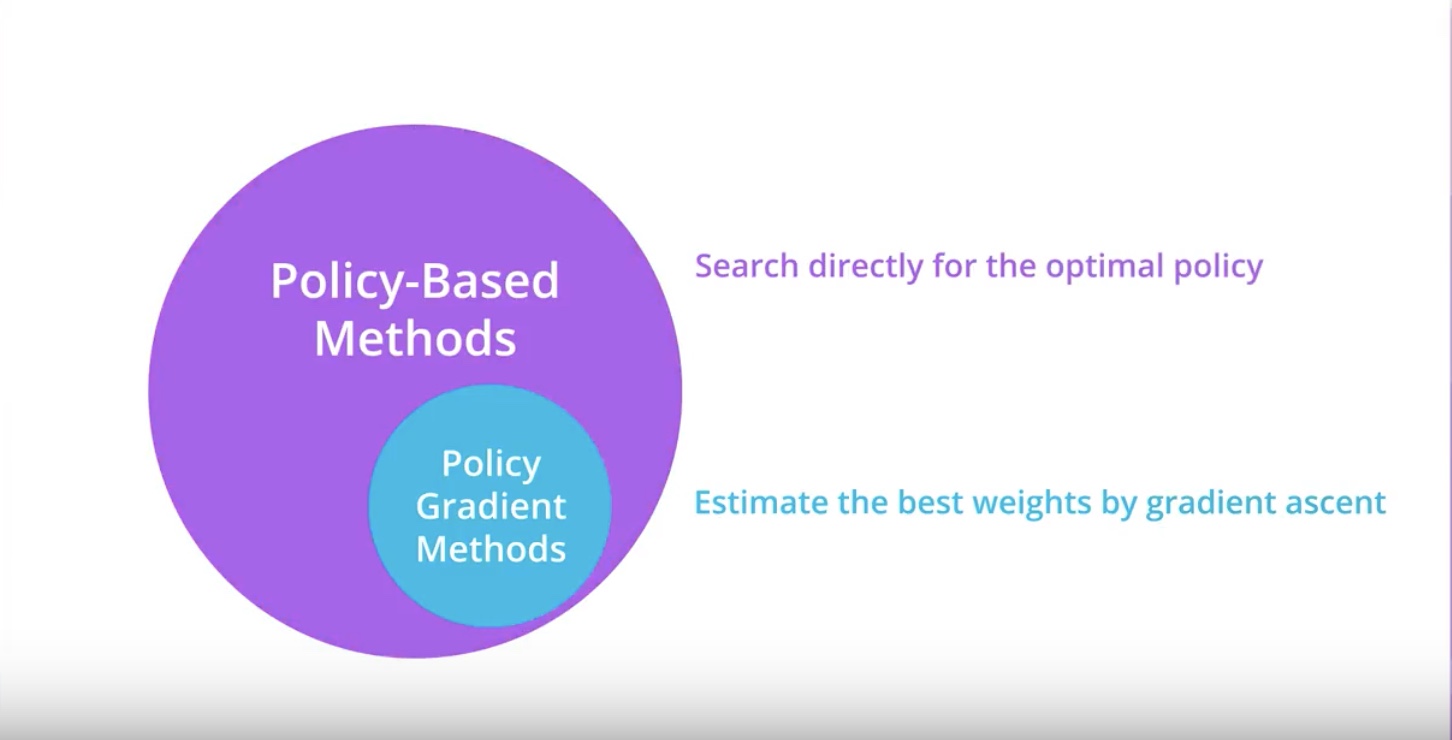 Policy-Based
Methods
Search directly for the optimal policy
Policy
Gradient
Methods
Estimate the best weights by gradient ascent